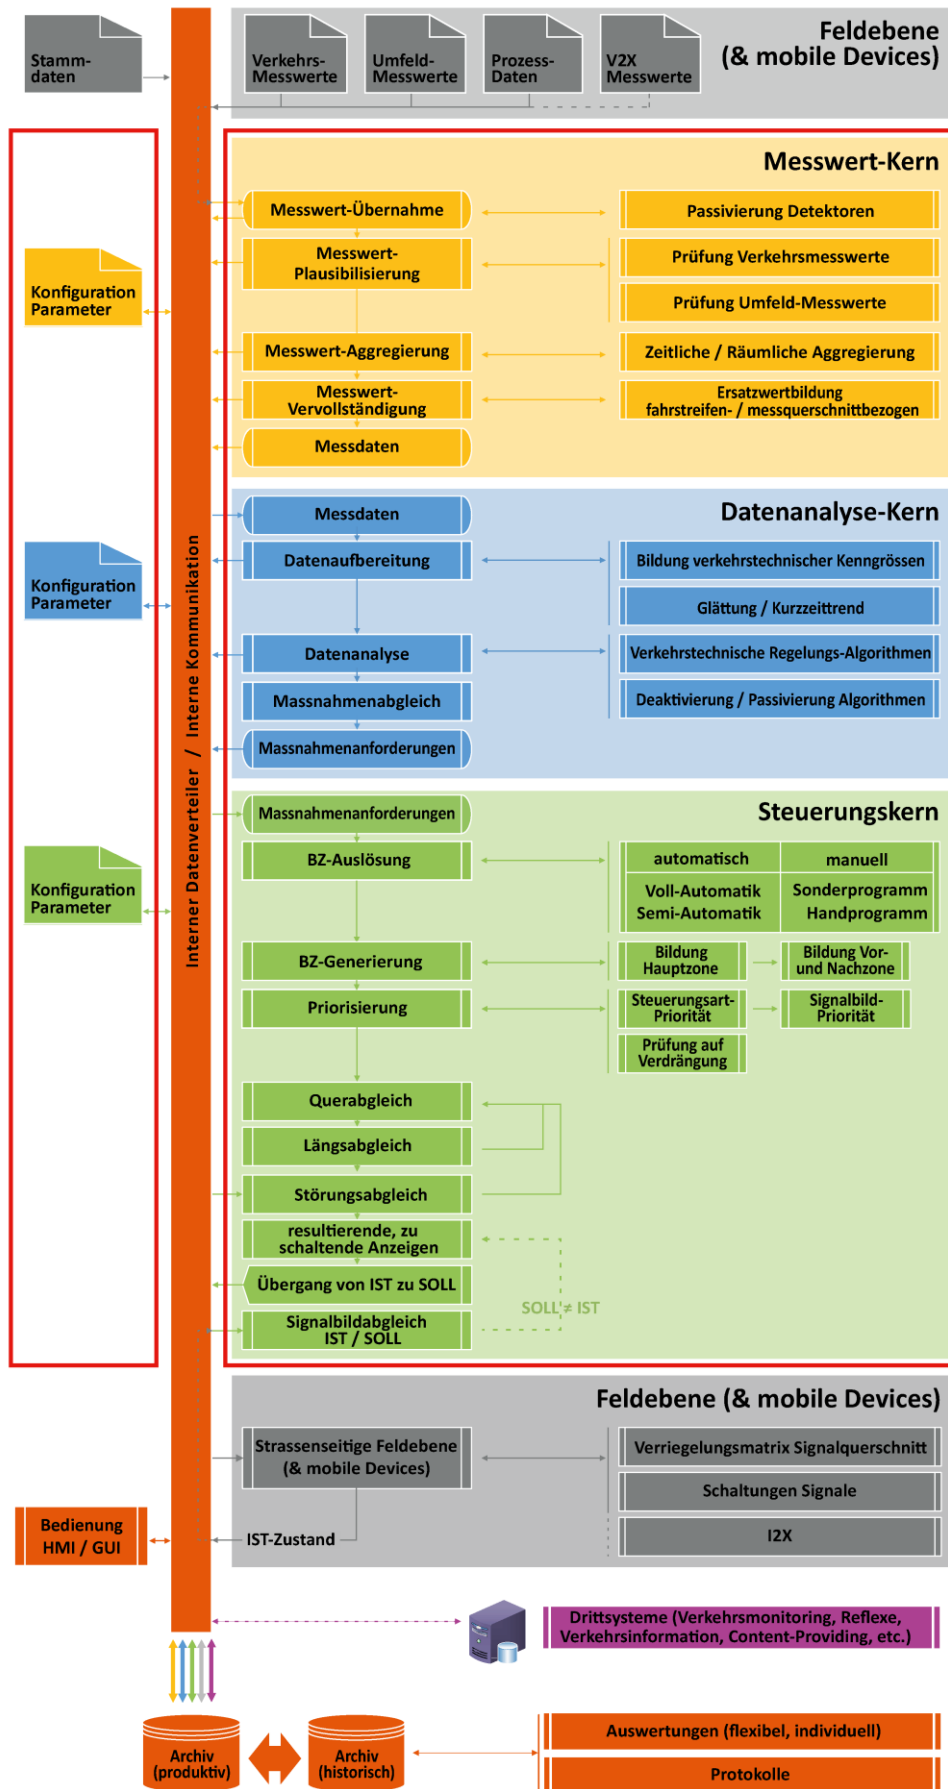 Feldebene
(& mobile Devices)
Stamm-
daten
Verkehrs-
Messwerte
Umfeld-
Messwerte
Prozess-
Daten
V2X
Messwerte
Interner Datenverteiler / Interne Kommunikation
Messwert-Kern
Messwert-Übernahme
Passivierung Detektoren
Messwert-
Plausibilisierung
Prüfung Verkehrsmesswerte
Prüfung Umfeld-Messwerte
Konfiguration
Parameter
Messwert-Aggregierung
Zeitliche / Räumliche Aggregierung
Messwert-
Vervollständigung
Ersatzwertbildung
fahrstreifen- / messquerschnittbezogen
Messdaten
Datenanalyse-Kern
Messdaten
Datenaufbereitung
Bildung verkehrstechnischer Kenngrössen
Konfiguration
Parameter
Glättung / Kurzzeittrend
Datenanalyse
Verkehrstechnische Regelungs-Algorithmen
Massnahmenabgleich
Deaktivierung / Passivierung Algorithmen
Massnahmenanforderungen
Steuerungskern
Massnahmenanforderungen
BZ-Auslösung
automatisch
manuell
Konfiguration
Parameter
Voll-Automatik
Semi-Automatik
Sonderprogramm
Handprogramm
BZ-Generierung
Bildung
Hauptzone
Bildung Vor-
und Nachzone
Priorisierung
Steuerungsart-
Priorität
Signalbild-
Priorität
Prüfung auf
Verdrängung
Querabgleich
Längsabgleich
Störungsabgleich
resultierende, zu
schaltende Anzeigen
Übergang von IST zu SOLL
SOLL ≠ IST
Signalbildabgleich
IST / SOLL
Feldebene (& mobile Devices)
Strassenseitige Feldebene
(& mobile Devices)
Verriegelungsmatrix Signalquerschnitt
Schaltungen Signale
I2X
IST-Zustand
Bedienung
HMI / GUI
Drittsysteme (Verkehrsmonitoring, Reflexe,
Verkehrsinformation, Content-Providing, etc.)
Archiv
(produktiv)
Archiv
(historisch)
Auswertungen (flexibel, individuell)
Protokolle